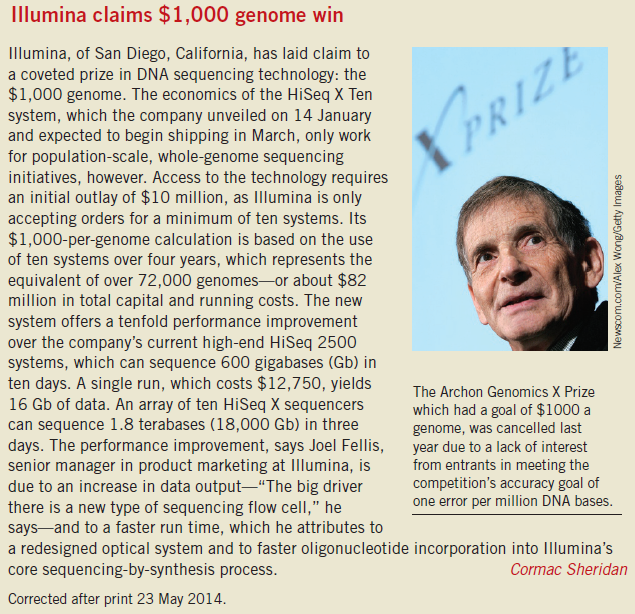 Illumina claims $1,000 genome win
Illumina, of San Diego, California, has laid claim to
a coveted prize in DNA sequencing technology: the
$1,000 genome. The economics of the HiSeq X Ten
system, which the company unveiled on 14 January
and expected to begin shipping in March, only work
for population-scale, whole-genome sequencing
initiatives, however. Access to the technology requires
an initial outlay of $10 million, as Illumina is only
accepting orders for a minimum of ten systems. Its
$1,000-per-genome calculation is based on the use
of ten systems over four years, which represents the
equivalent of over 72,000 genomes—or about $82
million in total capital and running costs. The new
system offers a tenfold performance improvement
over the company's current high-end HiSeq 2500
systems, which can sequence 600 gigabases (Gb) in
ten days. A single run, which costs $12,750, yields
16 Gb of data. An array of ten HiSeq X sequencers
can sequence 1.8 terabases (18,000 Gb) in three
days. The performance improvement, says Joel Fellis,
senior manager in product marketing at Illumina, is
due to an increase in data output—“The big driver
there is a new type of sequencing flow cell,” he
says—and to a faster run time, which he attributes to
a redesigned optical system and to faster oligonucleotide incorporation into Illumina's
core sequencing-by-synthesis process. Cormac Sheridan
Corrected after print 23 May 2014.
X PRIZE
Newscom.com/Alex Wong/Getty Images
The Archon Genomics X Prize
which had a goal of $1000 a
genome, was cancelled last
year due to a lack of interest
from entrants in meeting the
competition's accuracy goal of
one error per million DNA bases.